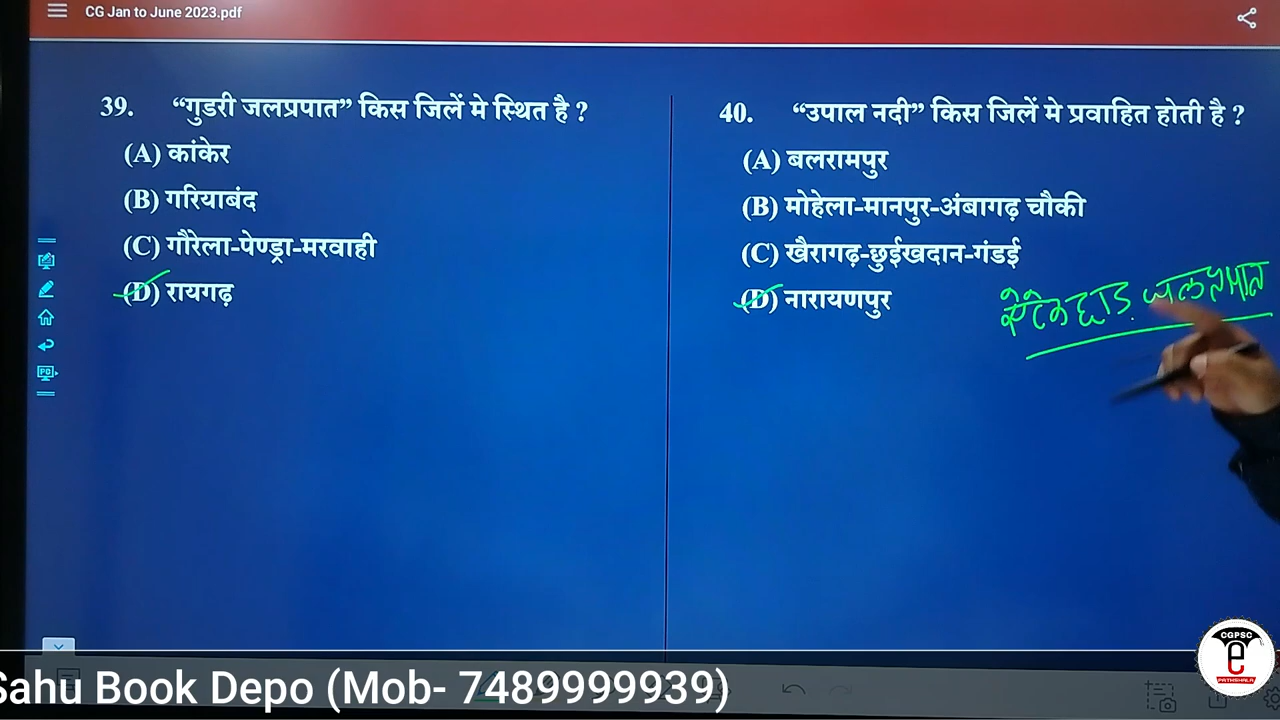 CG Jan to June 2023.pdf
39. “गुडरी जलप्रपात” किस जिलें मे स्थित है ?
(A) कांकेर
(B) गरियाबंद
(C) गौरेला-पेण्ड्रा-मरवाही
(D) रायगढ़
40. “उपाल नदी” किस जिलें मे प्रवाहित होती है ?
(A) बलरामपुर
(B) मोहेला-मानपुर-अंबागढ़ चौकी
(C) खैरागढ़-छुईखदान-गंडई
(D) नारायणपुर
Sahu Book Depo (Mob- 7489999939)
CGPSC
e
PATHSHALA